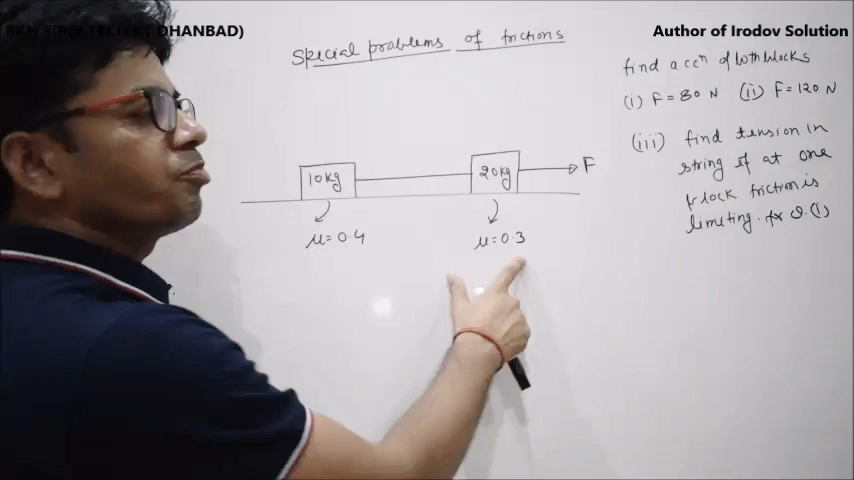 DHANBAD)
Author of Irodov Solution
Special problems of frictions
find accⁿ of both blocks
(i) F = 80 N (ii) F = 120 N
(iii) find tension in
string if at one
block friction is
limiting. for Q.(i)
10kg
20kg
F
μ = 0.4
μ = 0.3